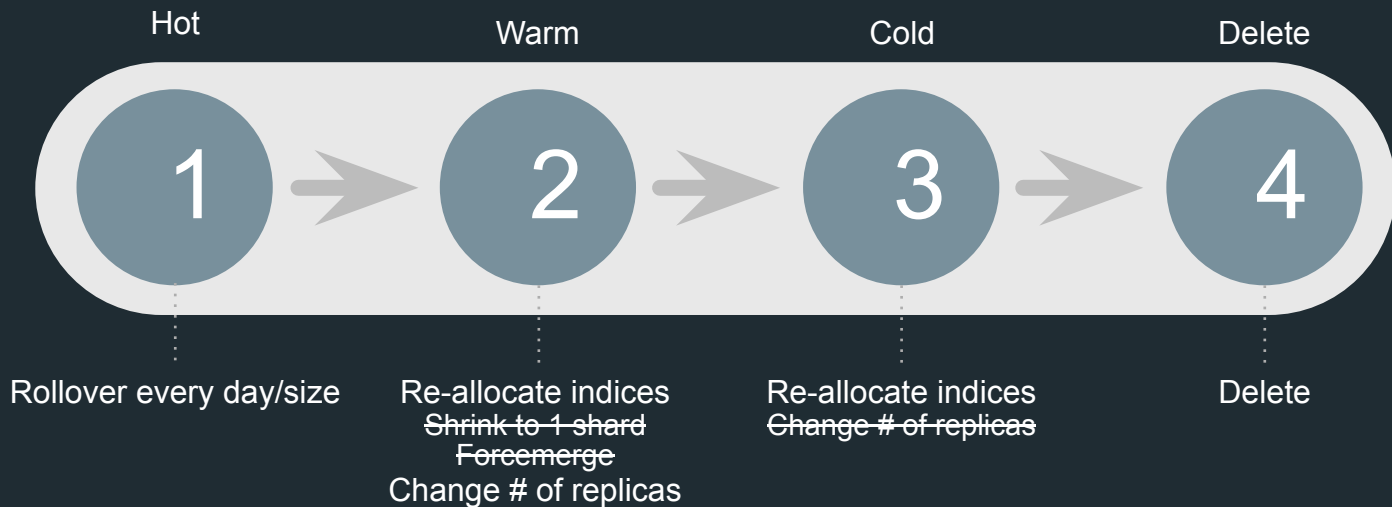 Hot
Warm
Cold
Delete
1
2
3
4
Rollover every day/size
Re-allocate indices
Shrink to 1 shard
Forcemerge
Change # of replicas
Re-allocate indices
Change # of replicas
Delete